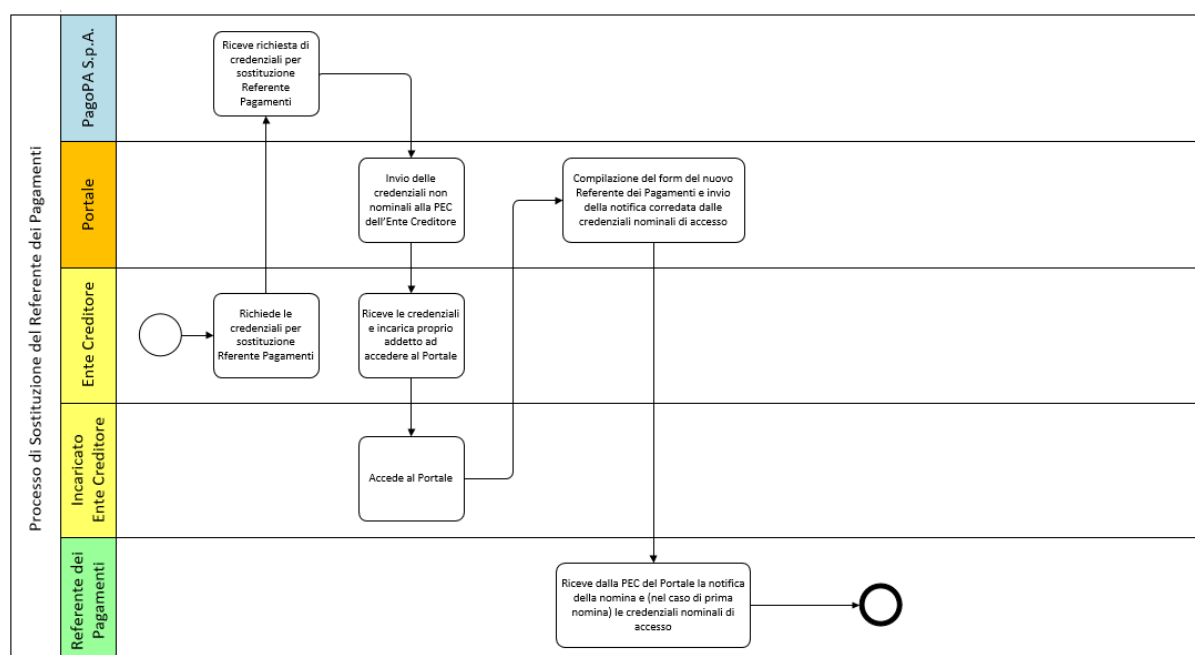 Processo di Sostituzione del Referente dei Pagamenti
PagoPA S.p.A.
Riceve richiesta di
credenziali per
sostituzione
Referente
Pagamenti
Portale
Invio delle
credenziali non
nominali alla PEC
dell'Ente Creditore
Compilazione del form del nuovo
Referente dei Pagamenti e invio
della notifica corredata dalle
credenziali nominali di accesso
Ente Creditore
Richiede le
credenziali per
sostituzione
Rferente Pagamenti
Riceve le credenziali
e incarica proprio
addetto ad
accedere al Portale
Incaricato
Ente Creditore
Accede al Portale
Referente dei
Pagamenti
Riceve dalla PEC del Portale la notifica
della nomina e (nel caso di prima
nomina) le credenziali nominali di
accesso